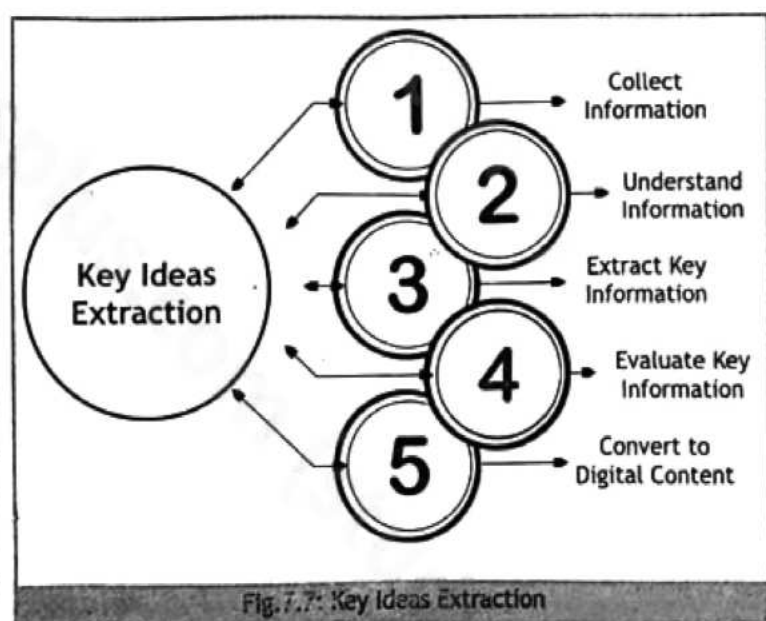 Key Ideas
Extraction
1
Collect
Information
2
Understand
Information
3
Extract Key
Information
4
Evaluate Key
Information
5
Convert to
Digital Content
Fig.7.7: Key Ideas Extraction